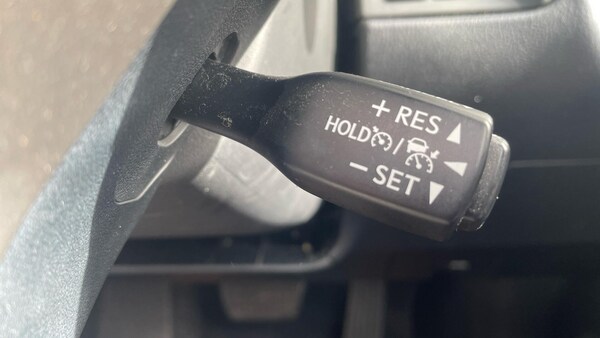 + RES
HOLD /
− SET